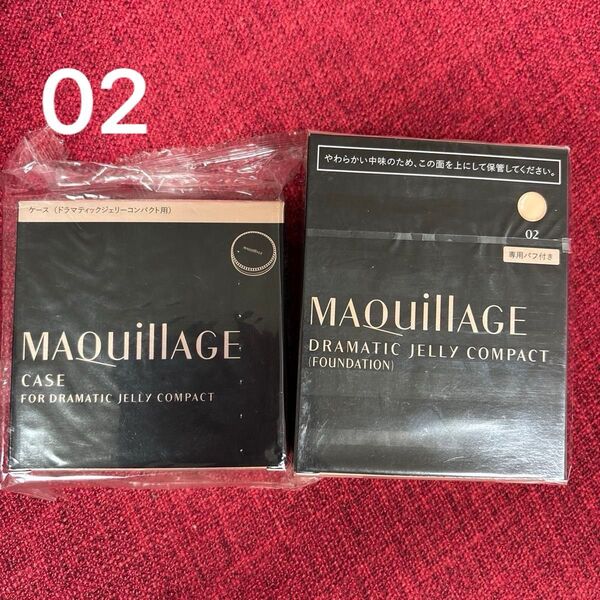 02
ケース (ドラマティックジェリーコンパクト用)
maquillage
MAQuillAGE
CASE
FOR DRAMATIC JELLY COMPACT
やわらかい中味のため、この面を上にして保管してください。
02
専用パフ付き
MAQuillAGE
DRAMATIC JELLY COMPACT
(FOUNDATION)